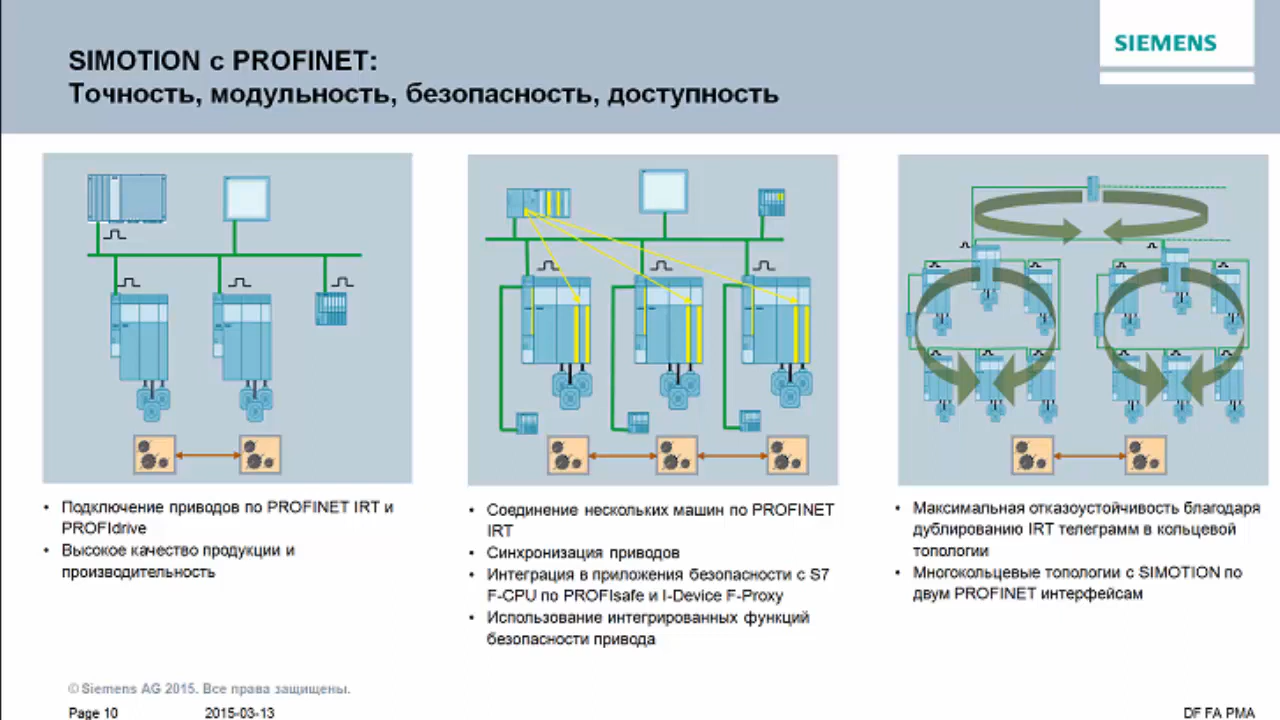 SIEMENS
SIMOTION с PROFINET:
Точность, модульность, безопасность, доступность
• Подключение приводов по PROFINET IRT и
PROFIdrive
• Высокое качество продукции и
производительность
• Соединение нескольких машин по PROFINET
IRT
• Синхронизация приводов
• Интеграция в приложения безопасности с S7
F-CPU по PROFIsafe и I-Device F-Proxy
• Использование интегрированных функций
безопасности привода
• Максимальная отказоустойчивость благодаря
дублированию IRT телеграмм в кольцевой
топологии
• Многокольцевые топологии с SIMOTION по
двум PROFINET интерфейсам
© Siemens AG 2015. Все права защищены.
Page 10 2015-03-13 DF FA PMA